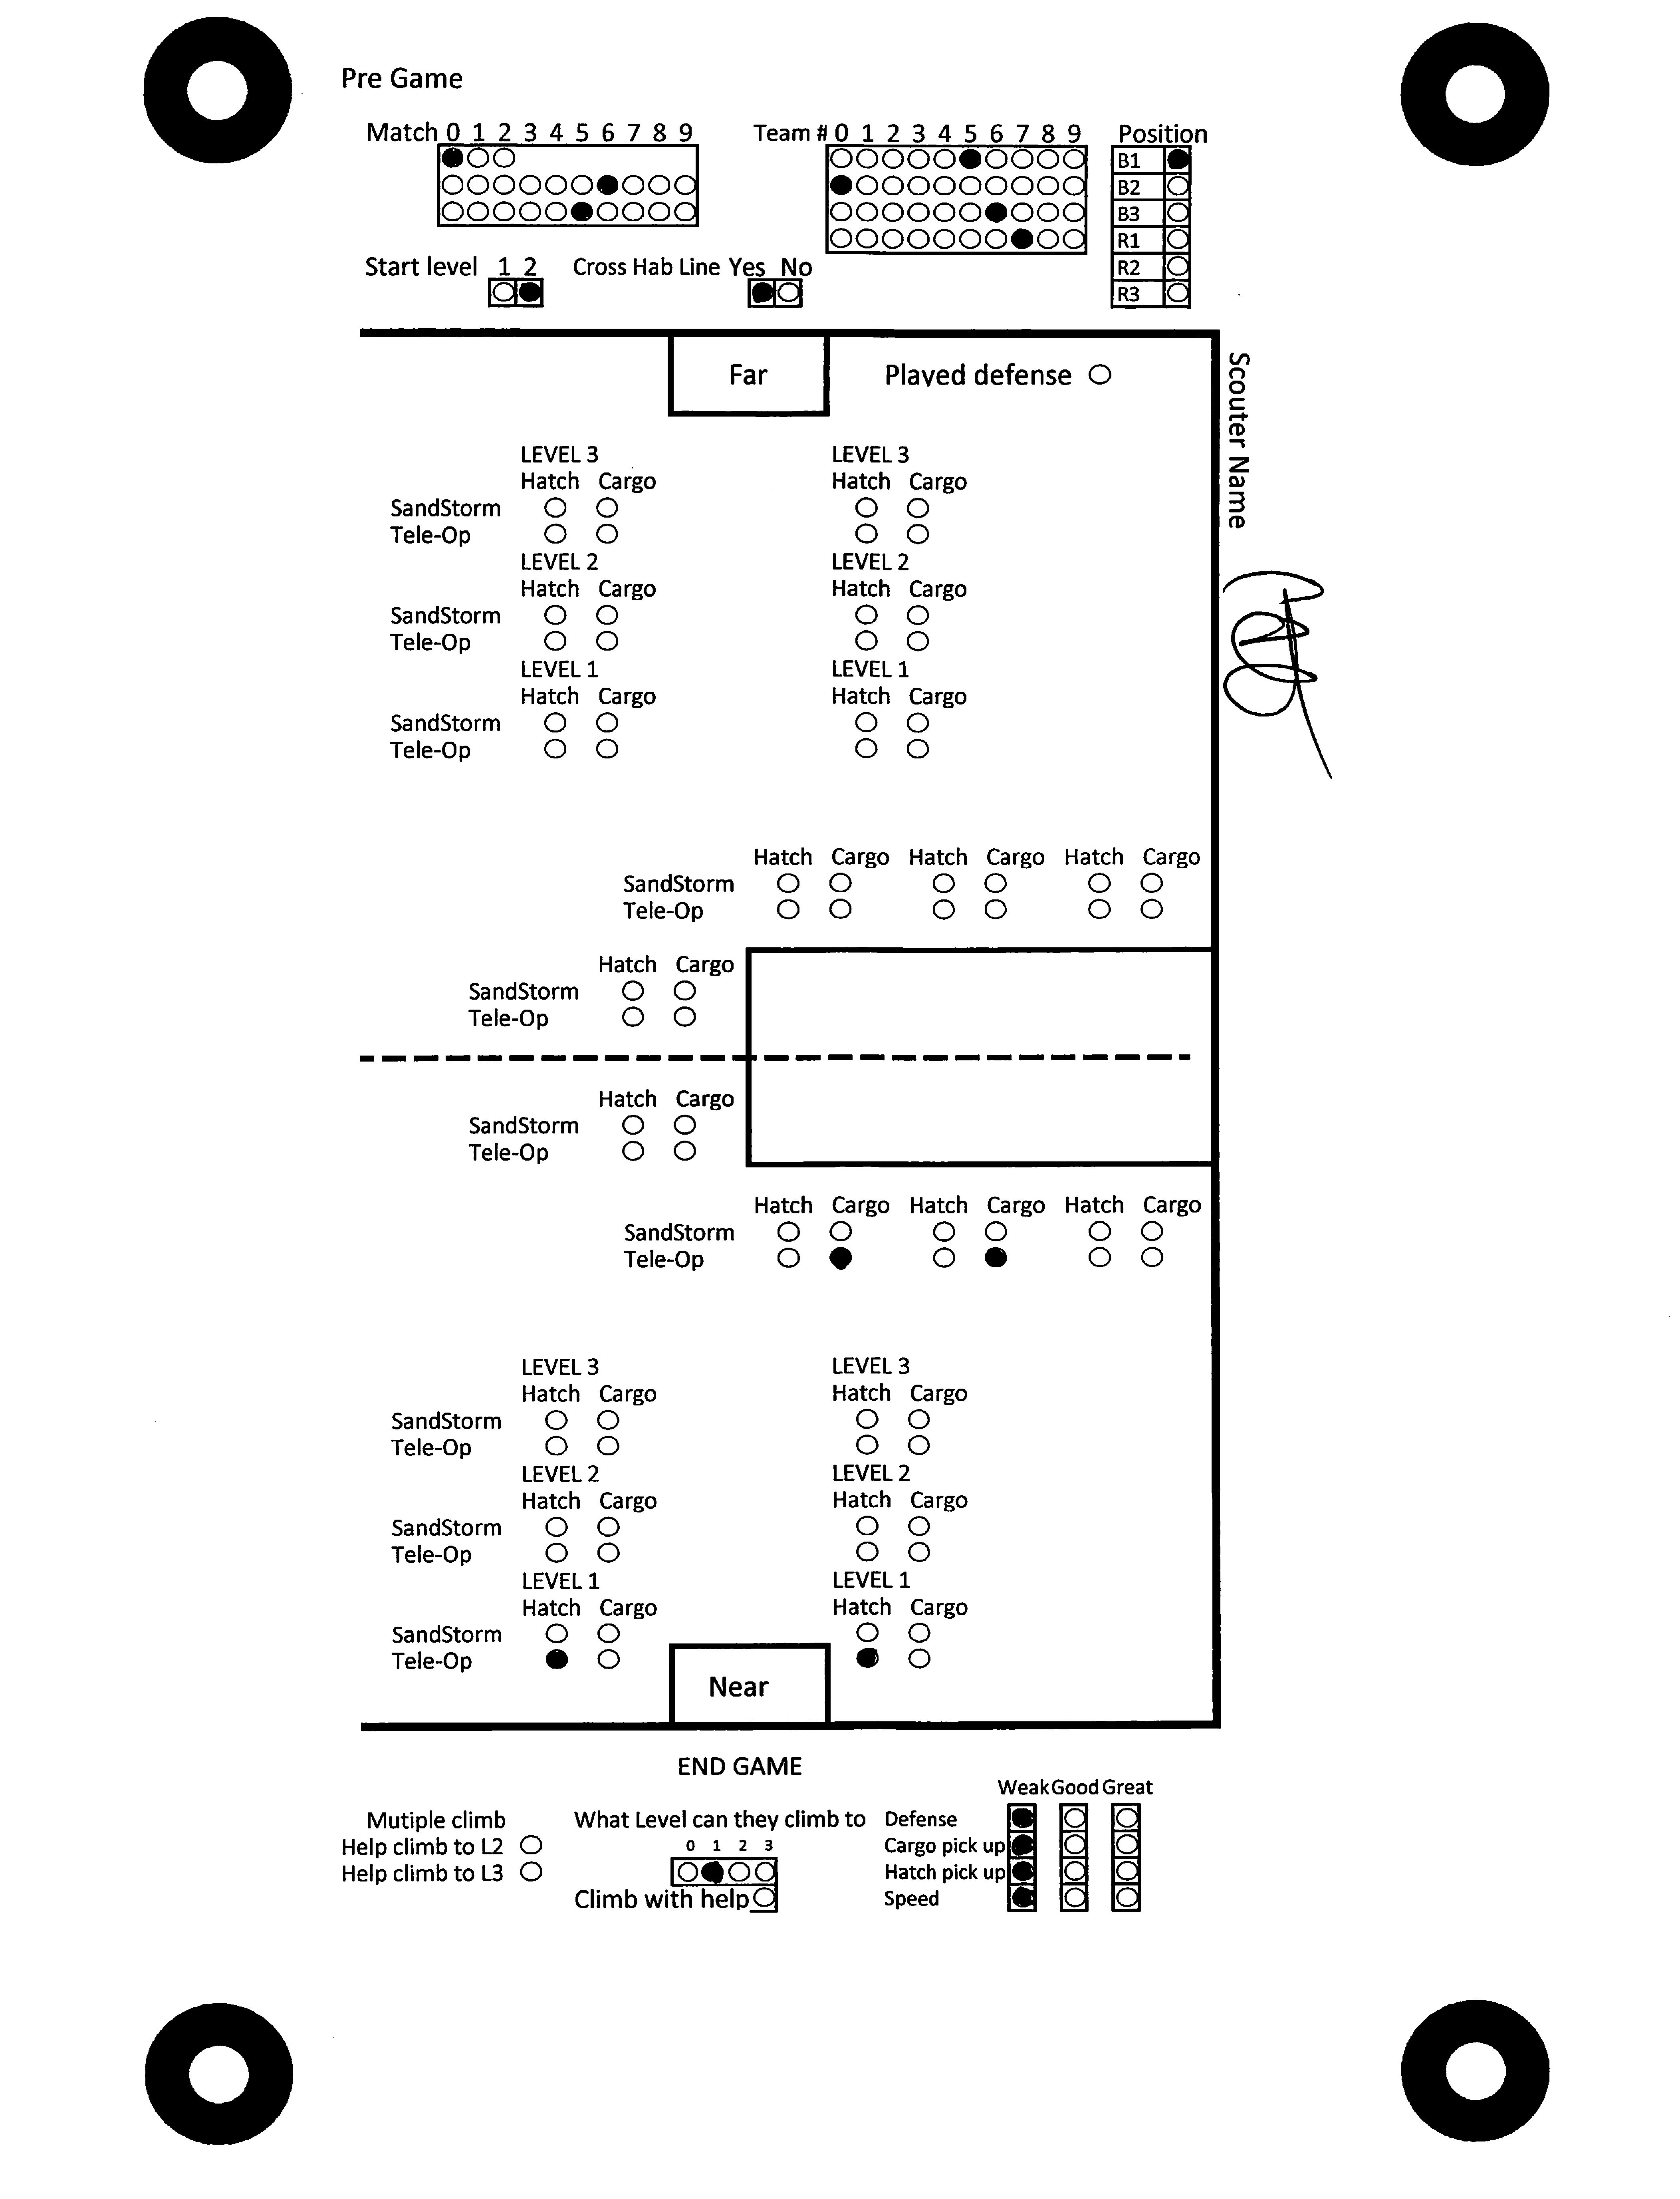 Pre Game
Match 0 1 2 3 4 5 6 7 8 9
Team # 0 1 2 3 4 5 6 7 8 9
Position
B1
B2
B3
R1
R2
R3
Start level 1 2
Cross Hab Line Yes No
Far
Played defense
Scouter Name
LEVEL 3 LEVEL 3
Hatch Cargo Hatch Cargo
SandStorm
Tele-Op
LEVEL 2 LEVEL 2
Hatch Cargo Hatch Cargo
SandStorm
Tele-Op
LEVEL 1 LEVEL 1
Hatch Cargo Hatch Cargo
SandStorm
Tele-Op
Hatch Cargo Hatch Cargo Hatch Cargo
SandStorm
Tele-Op
Hatch Cargo
SandStorm
Tele-Op
Hatch Cargo
SandStorm
Tele-Op
Hatch Cargo Hatch Cargo Hatch Cargo
SandStorm
Tele-Op
LEVEL 3 LEVEL 3
Hatch Cargo Hatch Cargo
SandStorm
Tele-Op
LEVEL 2 LEVEL 2
Hatch Cargo Hatch Cargo
SandStorm
Tele-Op
LEVEL 1 LEVEL 1
Hatch Cargo Hatch Cargo
SandStorm
Tele-Op
Near
END GAME
Mutiple climb
Help climb to L2
Help climb to L3
What Level can they climb to
0 1 2 3
Climb with help
Weak Good Great
Defense
Cargo pick up
Hatch pick up
Speed